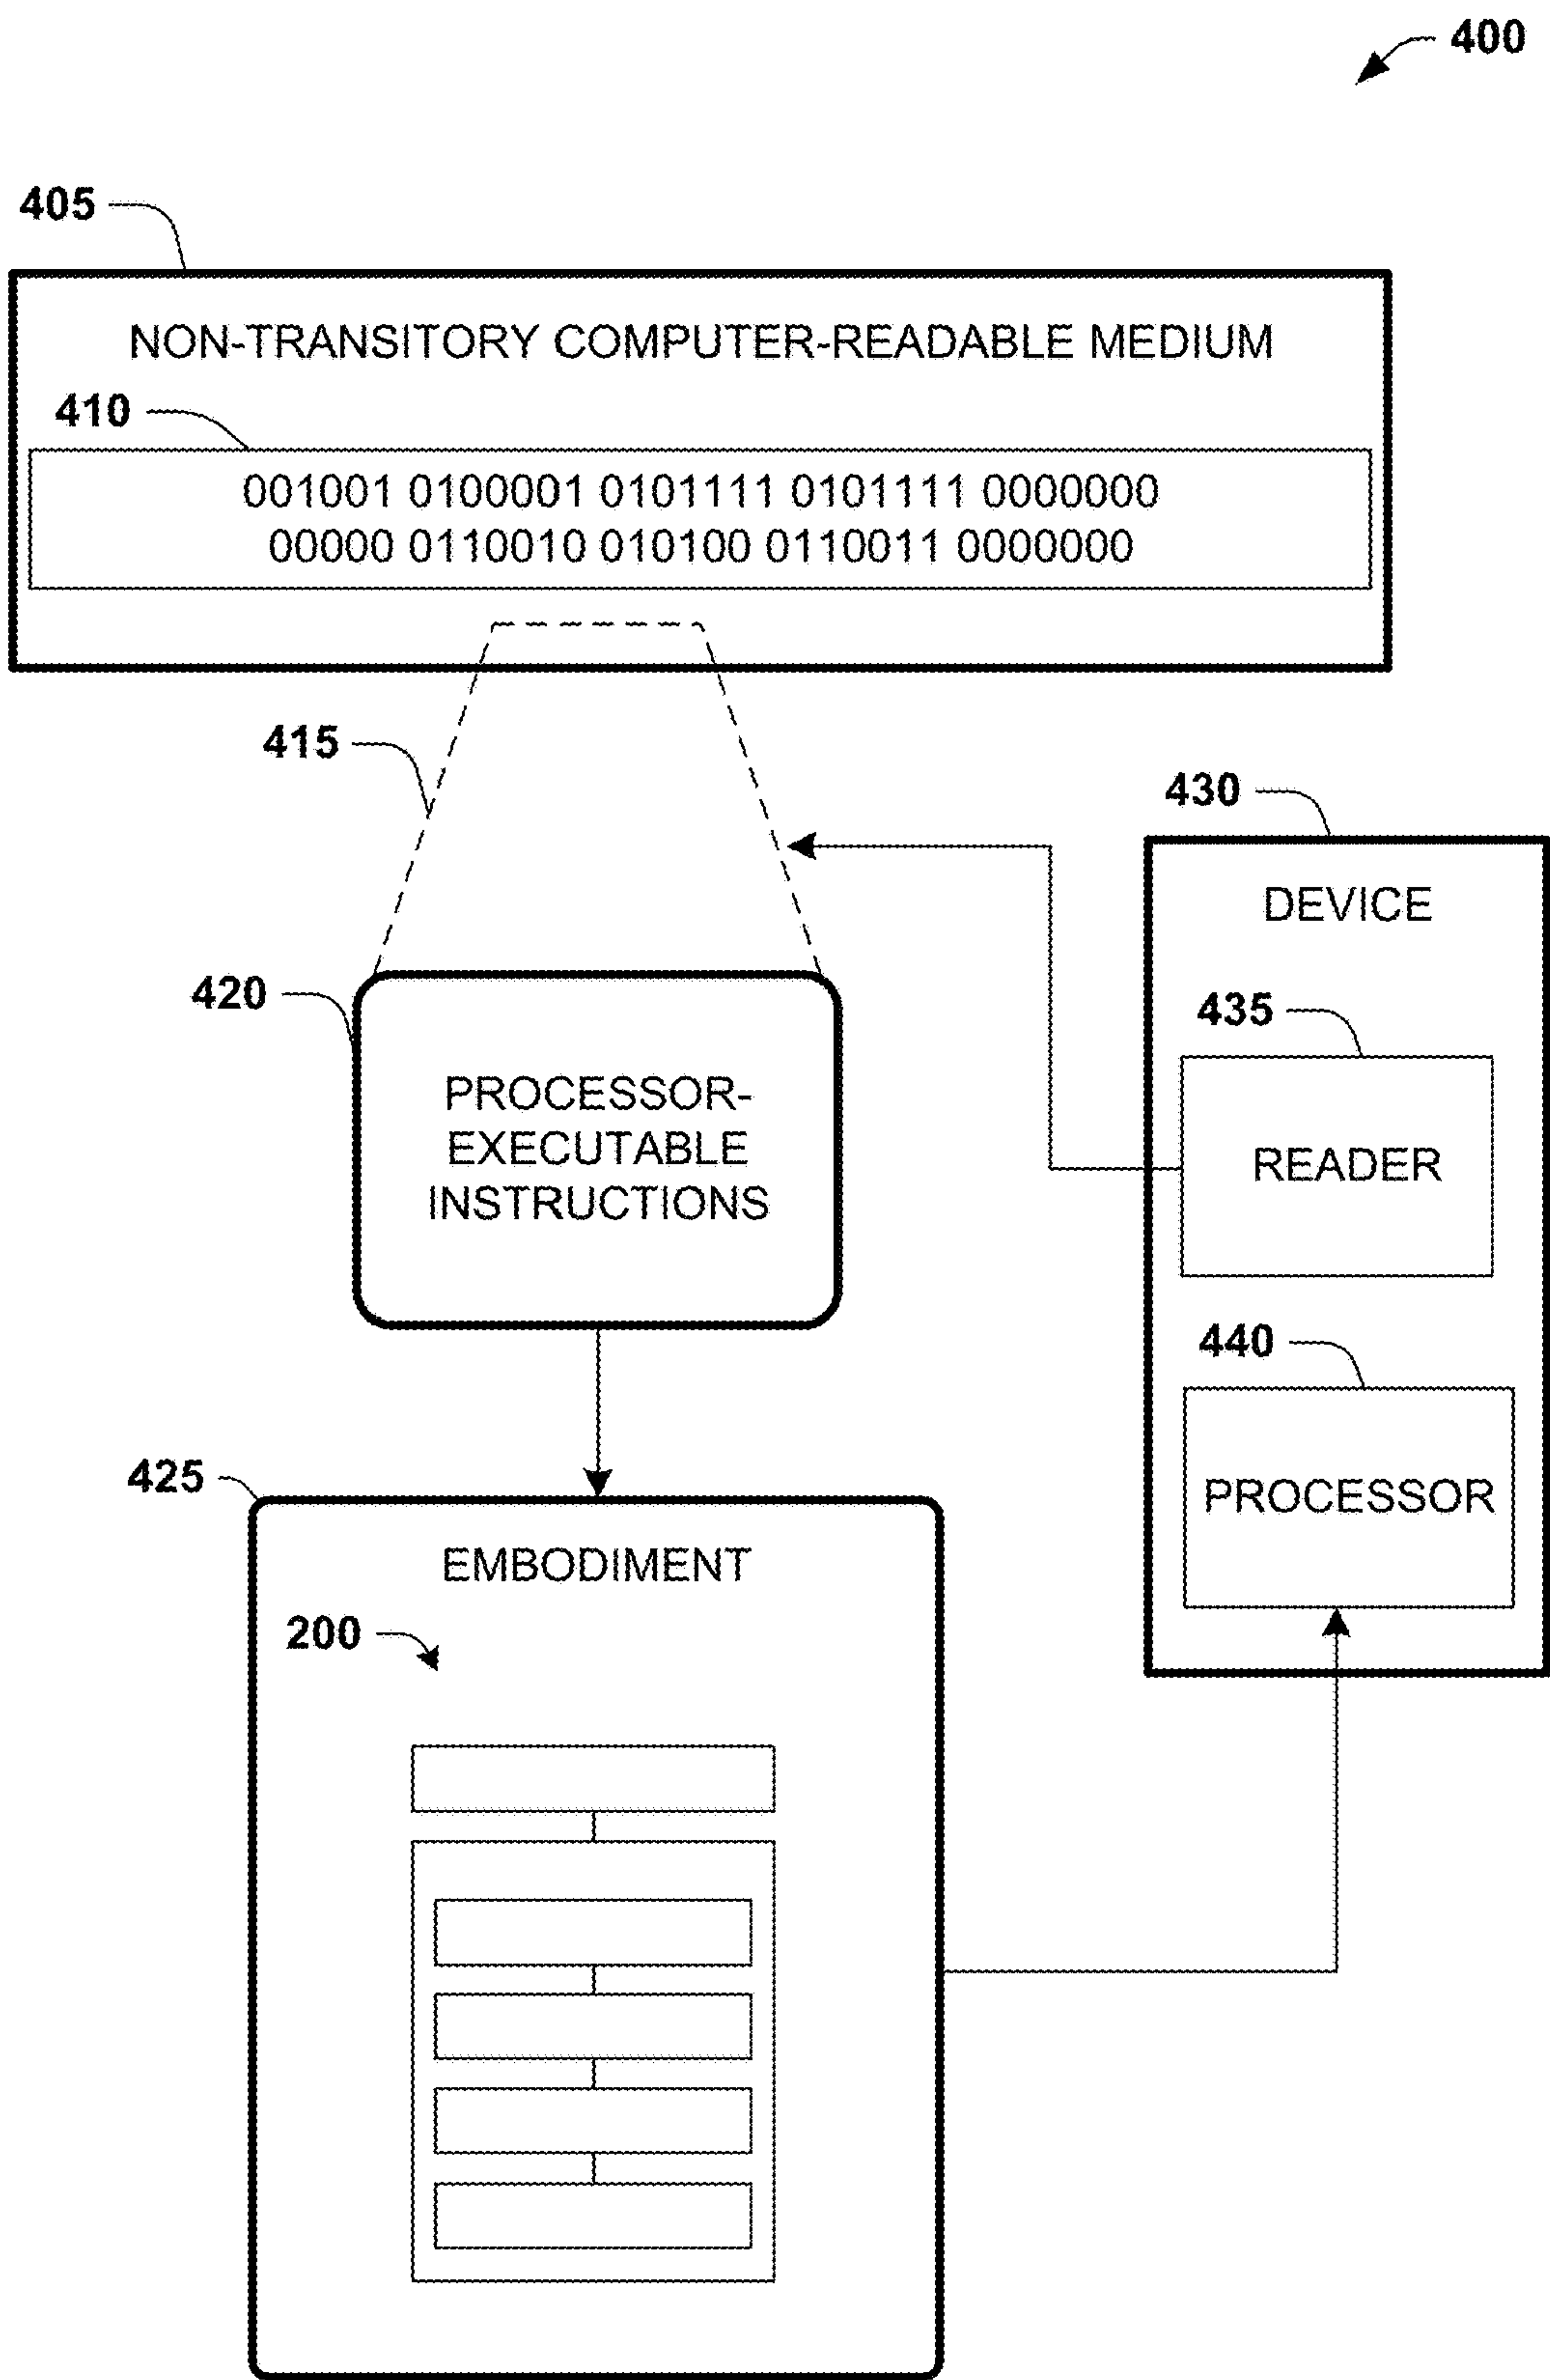 400
405
NON-TRANSITORY COMPUTER-READABLE MEDIUM
410
001001 0100001 0101111 0101111 0000000
00000 0110010 010100 0110011 0000000
415
430
DEVICE
420
435
PROCESSOR-
EXECUTABLE
INSTRUCTIONS
READER
440
425
PROCESSOR
EMBODIMENT
200